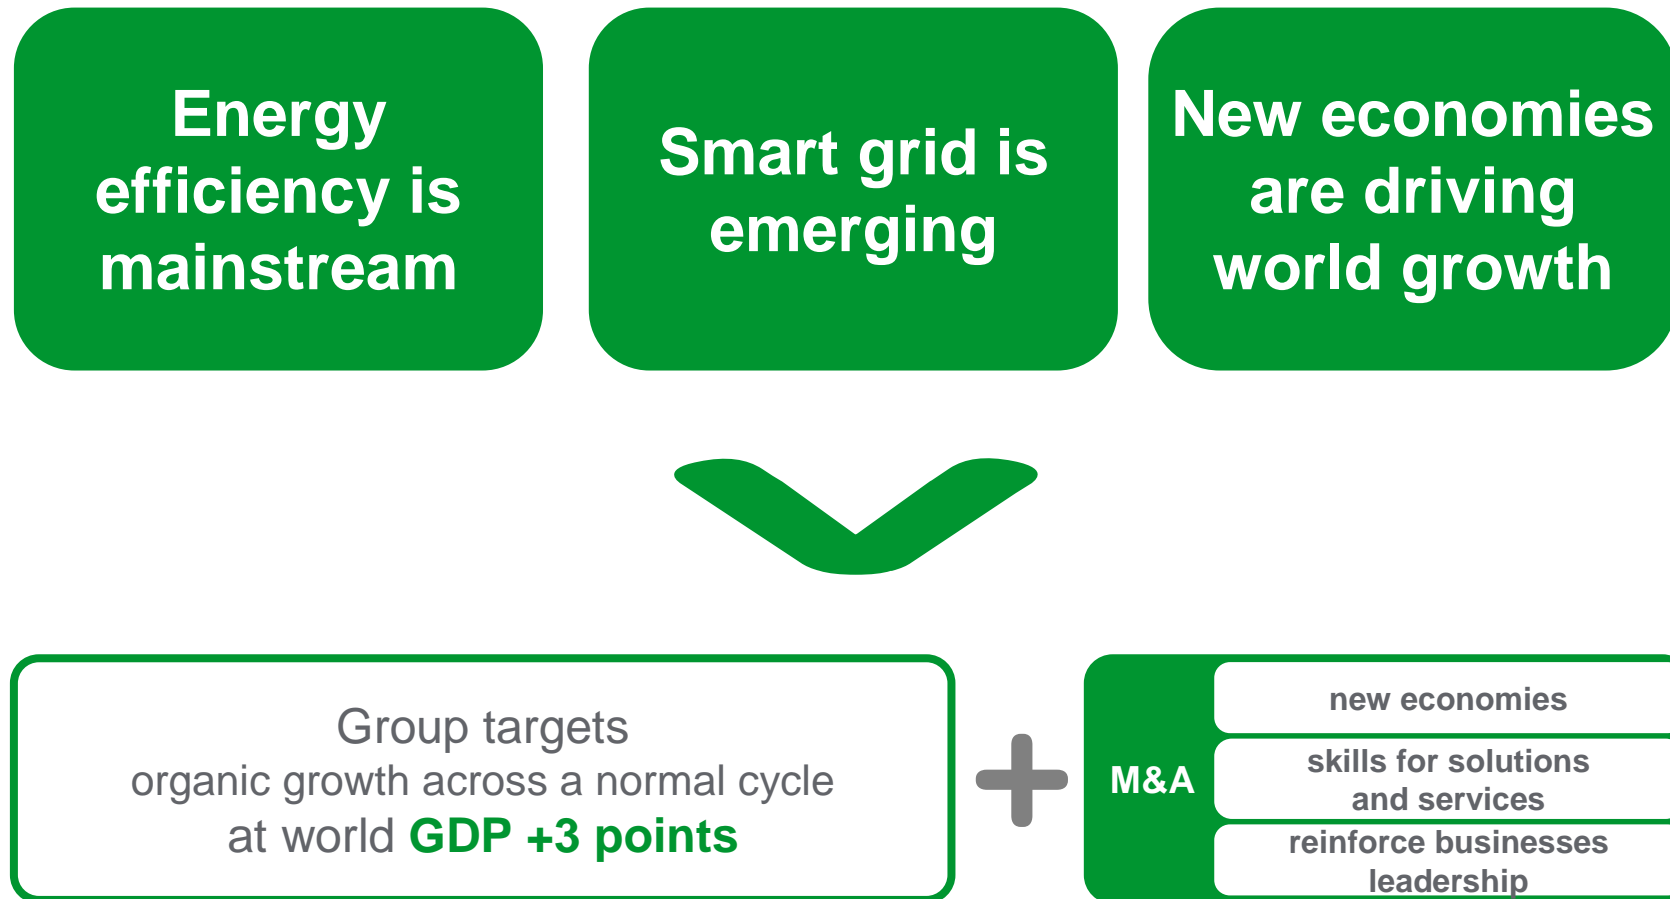 Energy
efficiency is
mainstream
Smart grid is
emerging
New economies
are driving
world growth
Group targets
organic growth across a normal cycle
at world GDP +3 points
M&A
new economies
skills for solutions
and services
reinforce businesses
leadership